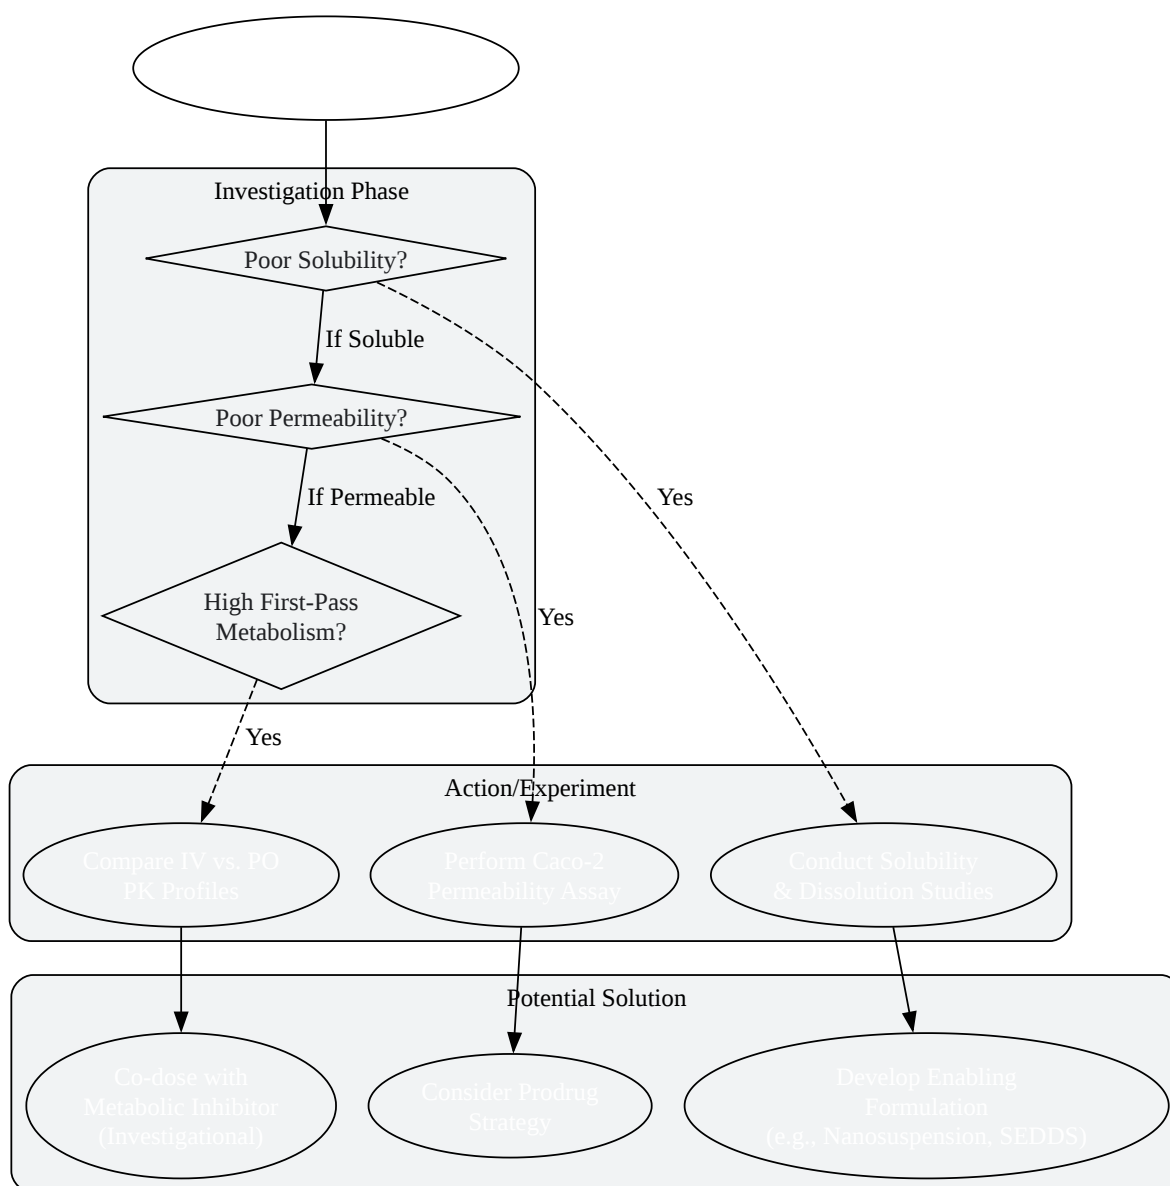 Investigation Phase
Poor Solubility?
If Soluble
Poor Permeability?
If Permeable
Yes
High First-Pass
Metabolism?
Yes
Yes
Action/Experiment
Compare IV vs. PO
PK Profiles
Perform Caco-2
Permeability Assay
Conduct Solubility
& Dissolution Studies
Potential Solution
Co-dose with
Metabolic Inhibitor
(Investigational)
Consider Prodrug
Strategy
Develop Enabling
Formulation
(e.g., Nanosuspension, SEDDS)